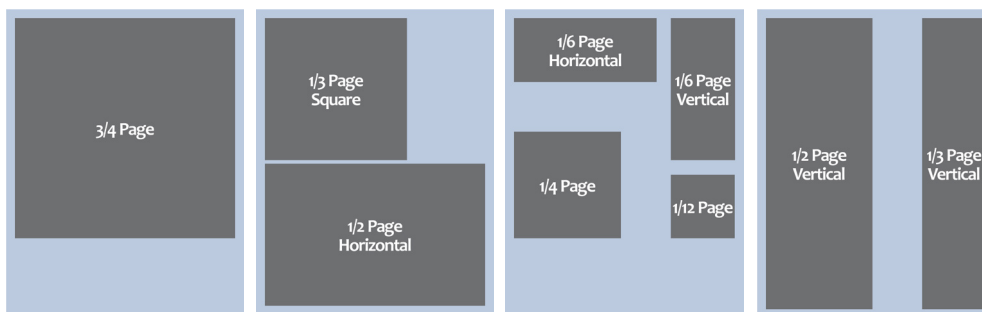 3/4 Page
1/3 Page
Square
1/2 Page
Horizontal
1/6 Page
Horizontal
1/6 Page
Vertical
1/4 Page
1/12 Page
1/2 Page
Vertical
1/3 Page
Vertical